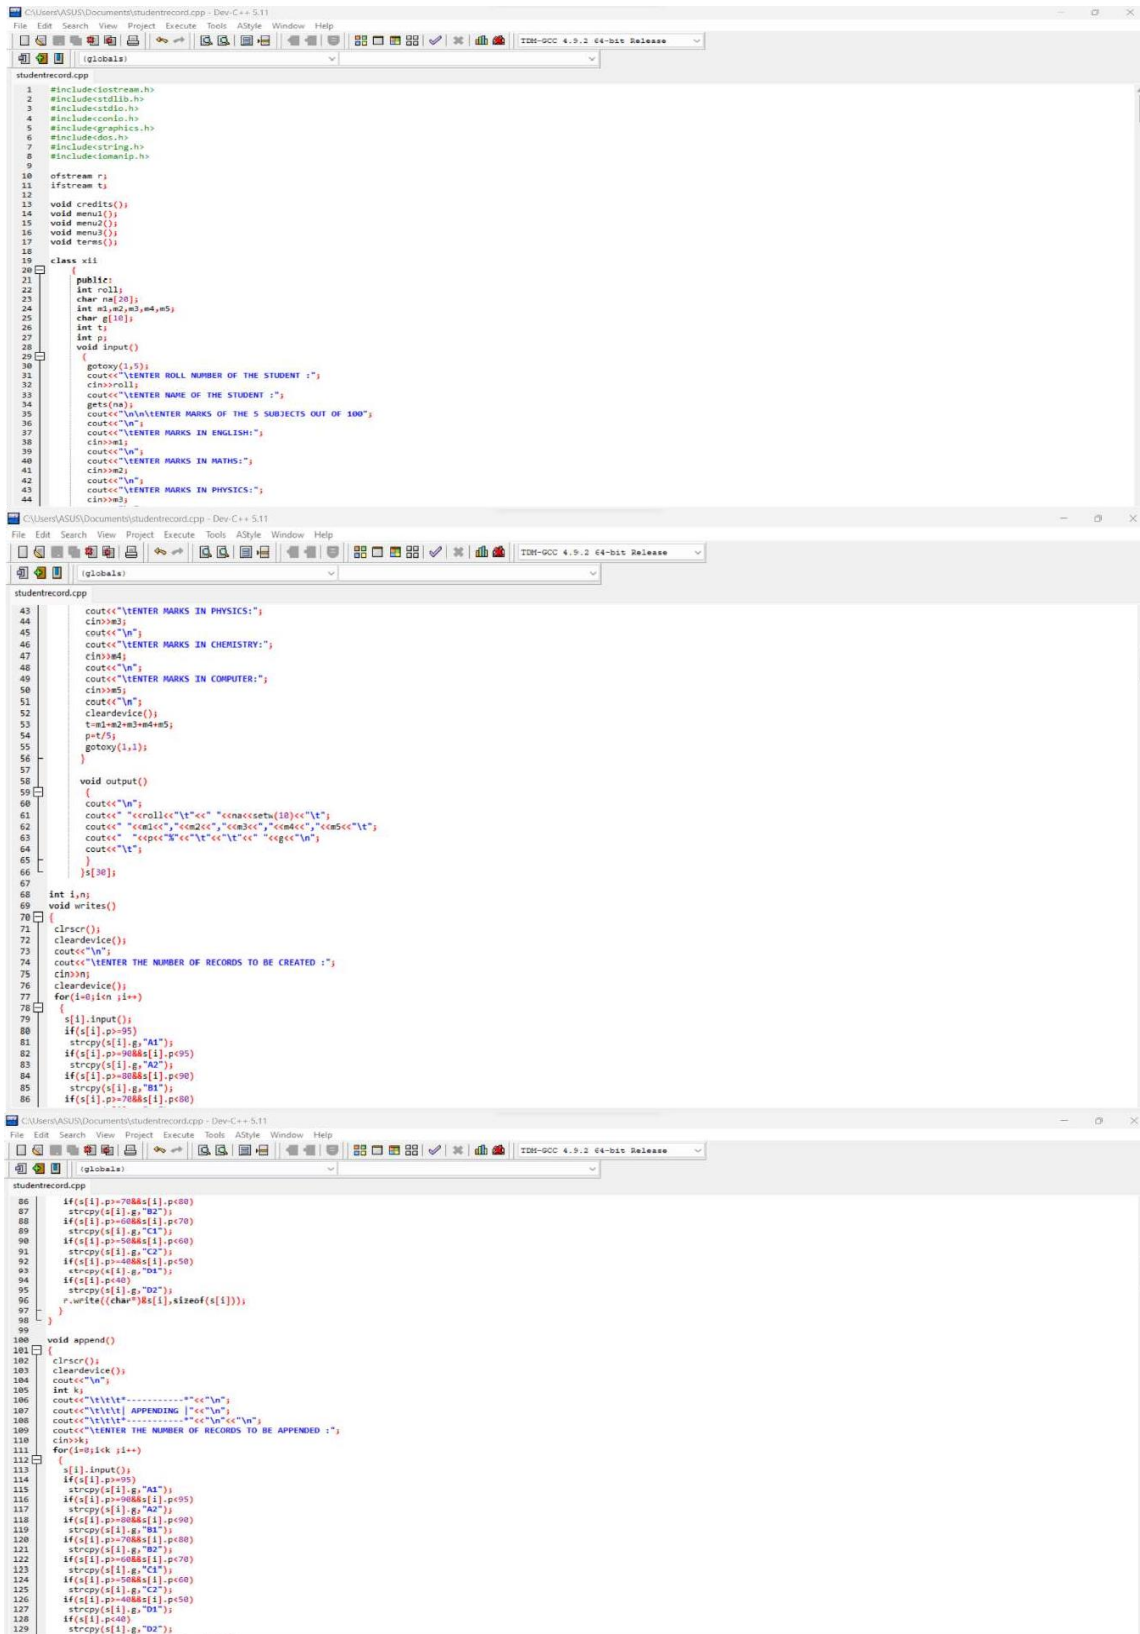 C:\Users\ASUS\Documents\studentrecord.cpp - Dev-C++ 5.11
File Edit Search View Project Execute Tools AStyle Window Help
TDM-GCC 4.9.2 64-bit Release
(globals)
studentrecord.cpp
1 #include<iostream.h>
2 #include<stdlib.h>
3 #include<stdio.h>
4 #include<conio.h>
5 #include<graphics.h>
6 #include<dos.h>
7 #include<string.h>
8 #include<iomanip.h>
9
10 ofstream r;
11 ifstream t;
12
13 void credits();
14 void menu1();
15 void menu2();
16 void menu3();
17 void terms();
18
19 class xii
20 {
21 public:
22 int roll;
23 char na[20];
24 int m1,m2,m3,m4,m5;
25 char g[10];
26 int t;
27 int p;
28 void input()
29 {
30 gotoxy(1,5);
31 cout<<"\tENTER ROLL NUMBER OF THE STUDENT :";
32 cin>>roll;
33 cout<<"\tENTER NAME OF THE STUDENT :";
34 gets(na);
35 cout<<"\n\n\tENTER MARKS OF THE 5 SUBJECTS OUT OF 100";
36 cout<<"\n";
37 cout<<"\tENTER MARKS IN ENGLISH:";
38 cin>>m1;
39 cout<<"\n";
40 cout<<"\tENTER MARKS IN MATHS:";
41 cin>>m2;
42 cout<<"\n";
43 cout<<"\tENTER MARKS IN PHYSICS:";
44 cin>>m3;
C:\Users\ASUS\Documents\studentrecord.cpp - Dev-C++ 5.11
File Edit Search View Project Execute Tools AStyle Window Help
TDM-GCC 4.9.2 64-bit Release
(globals)
studentrecord.cpp
43 cout<<"\tENTER MARKS IN PHYSICS:";
44 cin>>m3;
45 cout<<"\n";
46 cout<<"\tENTER MARKS IN CHEMISTRY:";
47 cin>>m4;
48 cout<<"\n";
49 cout<<"\tENTER MARKS IN COMPUTER:";
50 cin>>m5;
51 cout<<"\n";
52 cleardevice();
53 t=m1+m2+m3+m4+m5;
54 p=t/5;
55 gotoxy(1,1);
56 }
57
58 void output()
59 {
60 cout<<"\n";
61 cout<<" "<<roll<<"\t"<<" "<<na<<setw(10)<<"\t";
62 cout<<" "<<m1<<","<<m2<<","<<m3<<","<<m4<<","<<m5<<"\t";
63 cout<<" "<<p<<"%"<<"\t"<<"\t"<<" "<<g<<"\n";
64 cout<<"\t";
65 }
66 }s[30];
67
68 int i,n;
69 void writes()
70 {
71 clrscr();
72 cleardevice();
73 cout<<"\n";
74 cout<<"\tENTER THE NUMBER OF RECORDS TO BE CREATED :";
75 cin>>n;
76 cleardevice();
77 for(i=0;i<n ;i++)
78 {
79 s[i].input();
80 if(s[i].p>=95)
81 strcpy(s[i].g,"A1");
82 if(s[i].p>=90&&s[i].p<95)
83 strcpy(s[i].g,"A2");
84 if(s[i].p>=80&&s[i].p<90)
85 strcpy(s[i].g,"B1");
86 if(s[i].p>=70&&s[i].p<80)
C:\Users\ASUS\Documents\studentrecord.cpp - Dev-C++ 5.11
File Edit Search View Project Execute Tools AStyle Window Help
TDM-GCC 4.9.2 64-bit Release
(globals)
studentrecord.cpp
86 if(s[i].p>=70&&s[i].p<80)
87 strcpy(s[i].g,"B2");
88 if(s[i].p>=60&&s[i].p<70)
89 strcpy(s[i].g,"C1");
90 if(s[i].p>=50&&s[i].p<60)
91 strcpy(s[i].g,"C2");
92 if(s[i].p>=40&&s[i].p<50)
93 strcpy(s[i].g,"D1");
94 if(s[i].p<40)
95 strcpy(s[i].g,"D2");
96 r.write((char*)&s[i],sizeof(s[i]));
97 }
98 }
99
100 void append()
101 {
102 clrscr();
103 cleardevice();
104 cout<<"\n";
105 int k;
106 cout<<"\t\t\t*-----------*"<<"\n";
107 cout<<"\t\t\t| APPENDING |"<<"\n";
108 cout<<"\t\t\t*-----------*"<<"\n"<<"\n";
109 cout<<"\tENTER THE NUMBER OF RECORDS TO BE APPENDED :";
110 cin>>k;
111 for(i=0;i<k ;i++)
112 {
113 s[i].input();
114 if(s[i].p>=95)
115 strcpy(s[i].g,"A1");
116 if(s[i].p>=90&&s[i].p<95)
117 strcpy(s[i].g,"A2");
118 if(s[i].p>=80&&s[i].p<90)
119 strcpy(s[i].g,"B1");
120 if(s[i].p>=70&&s[i].p<80)
121 strcpy(s[i].g,"B2");
122 if(s[i].p>=60&&s[i].p<70)
123 strcpy(s[i].g,"C1");
124 if(s[i].p>=50&&s[i].p<60)
125 strcpy(s[i].g,"C2");
126 if(s[i].p>=40&&s[i].p<50)
127 strcpy(s[i].g,"D1");
128 if(s[i].p<40)
129 strcpy(s[i].g,"D2");